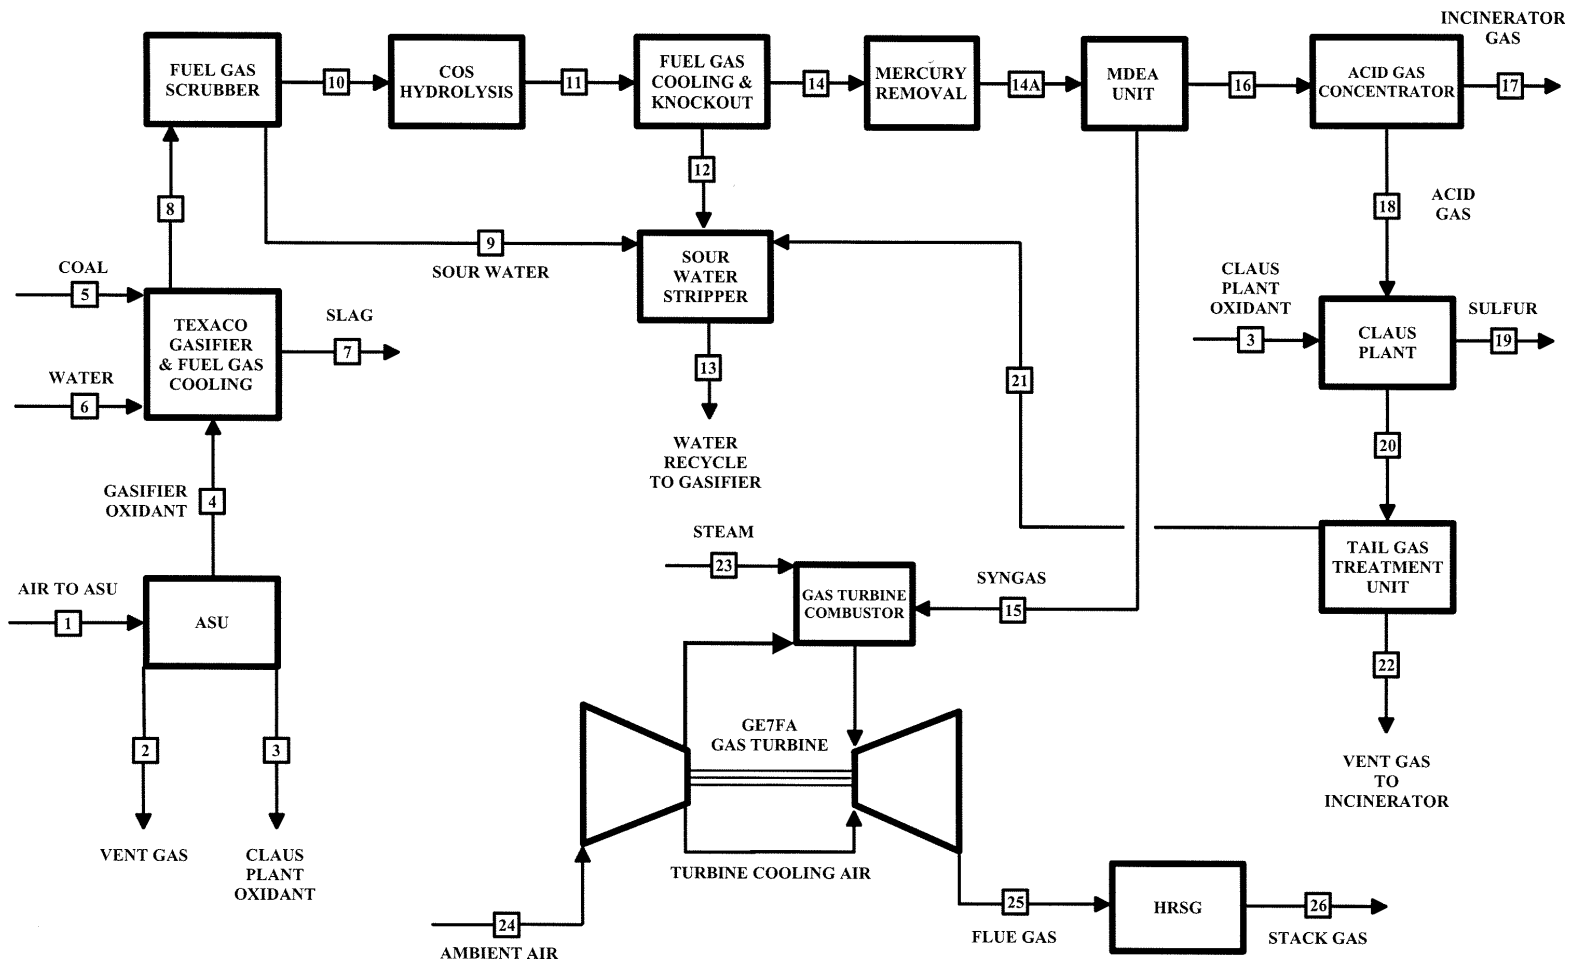 INCINERATOR
GAS
FUEL GAS
SCRUBBER
10
COS
HYDROLYSIS
11
FUEL GAS
COOLING &
KNOCKOUT
14
MERCURY
REMOVAL
14A
MDEA
UNIT
16
ACID GAS
CONCENTRATOR
17
12
8
18
ACID
GAS
9
SOUR WATER
SOUR
WATER
STRIPPER
COAL
5
CLAUS
PLANT
OXIDANT
3
CLAUS
PLANT
SULFUR
19
TEXACO
GASIFIER
& FUEL GAS
COOLING
SLAG
7
WATER
6
13
21
WATER
RECYCLE
TO GASIFIER
20
GASIFIER
OXIDANT
4
STEAM
23
TAIL GAS
TREATMENT
UNIT
AIR TO ASU
1
ASU
GAS TURBINE
COMBUSTOR
SYNGAS
15
22
2
3
GE7FA
GAS TURBINE
VENT GAS
TO
INCINERATOR
VENT GAS
CLAUS
PLANT
OXIDANT
TURBINE COOLING AIR
24
AMBIENT AIR
25
FLUE GAS
HRSG
26
STACK GAS